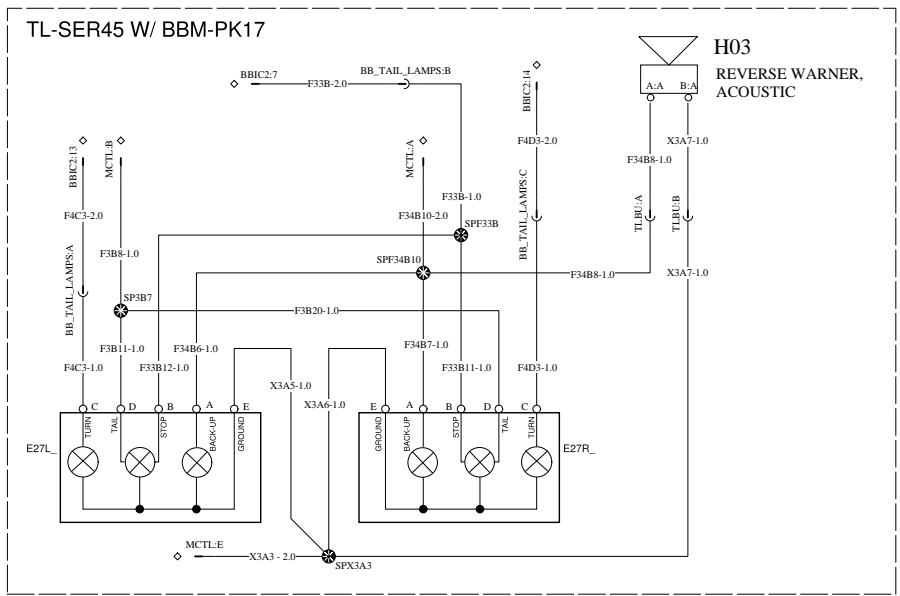 TL-SER45 W/ BBM-PK17
H03
REVERSE WARNER,
ACOUSTIC
A:A
B:A
BBIC2:7
F33B-2.0
BB_TAIL_LAMPS:B
BBIC2:14
BBIC2:13
MCTL:B
MCTL:A
F4D3-2.0
X3A7-1.0
F34B8-1.0
BB_TAIL_LAMPS:C
F33B-1.0
F4C3-2.0
F34B10-2.0
SPF33B
TLBU:A
TLBU:B
F3B8-1.0
BB_TAIL_LAMPS:A
SPF34B10
F34B8-1.0
X3A7-1.0
SP3B7
F3B20-1.0
F3B11-1.0
F34B6-1.0
F34B7-1.0
F4C3-1.0
F33B12-1.0
F33B11-1.0
F4D3-1.0
X3A5-1.0
X3A6-1.0
C
D
B
A
E
E
A
B
D
C
TURN
TAIL
STOP
BACK-UP
GROUND
GROUND
BACK-UP
STOP
TAIL
TURN
E27L_
E27R_
MCTL:E
X3A3 - 2.0
SPX3A3